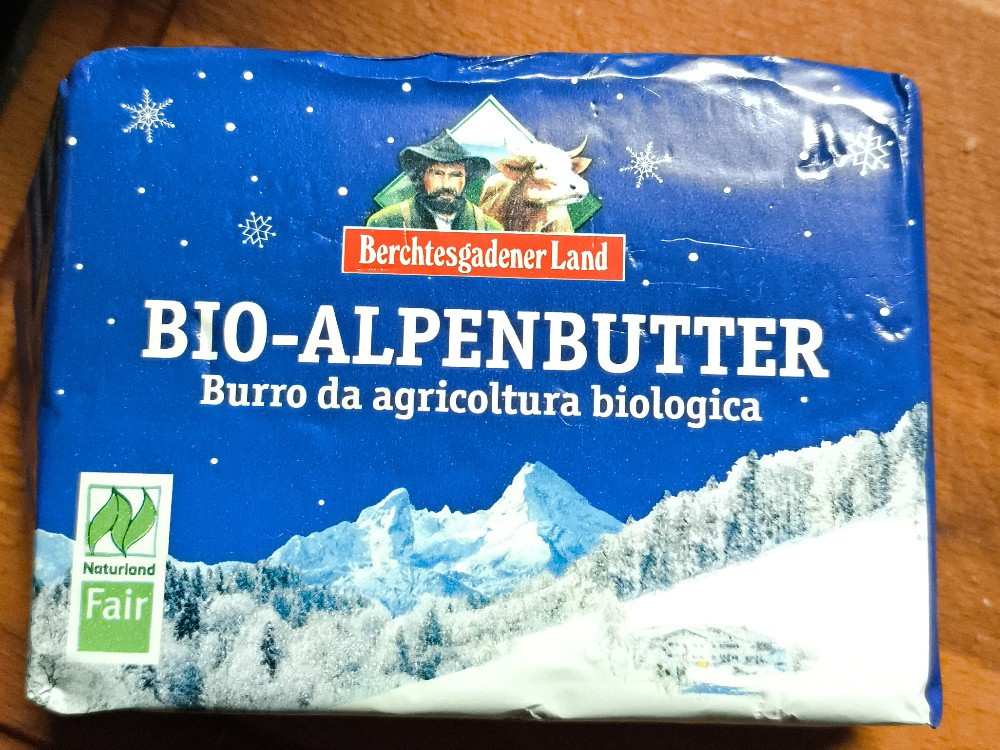 Berchtesgadener Land
BIO-ALPENBUTTER
Burro da agricoltura biologica
Naturland
Fair